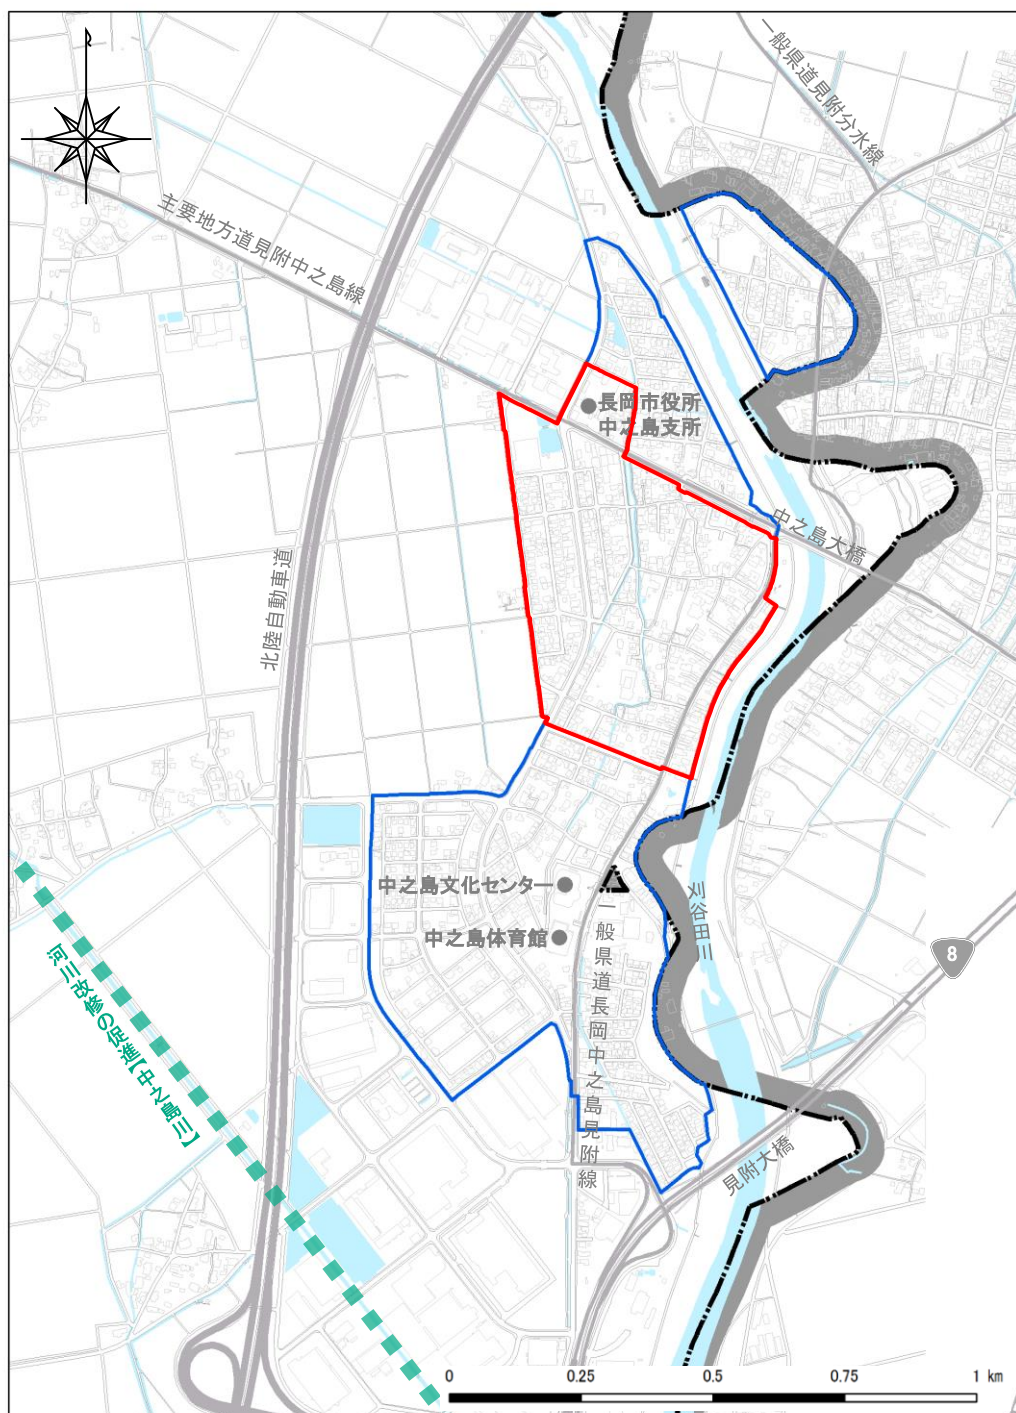 一般県道見附分水線
主要地方道見附中之島線
長岡市役所
中之島支所
中之島大橋
北陸自動車道
中之島文化センター
中之島体育館
刈谷田川
一般県道長岡中之島見附線
8
河川改修の促進【中之島川】
見附大橋
0 0.25 0.5 0.75 1 km